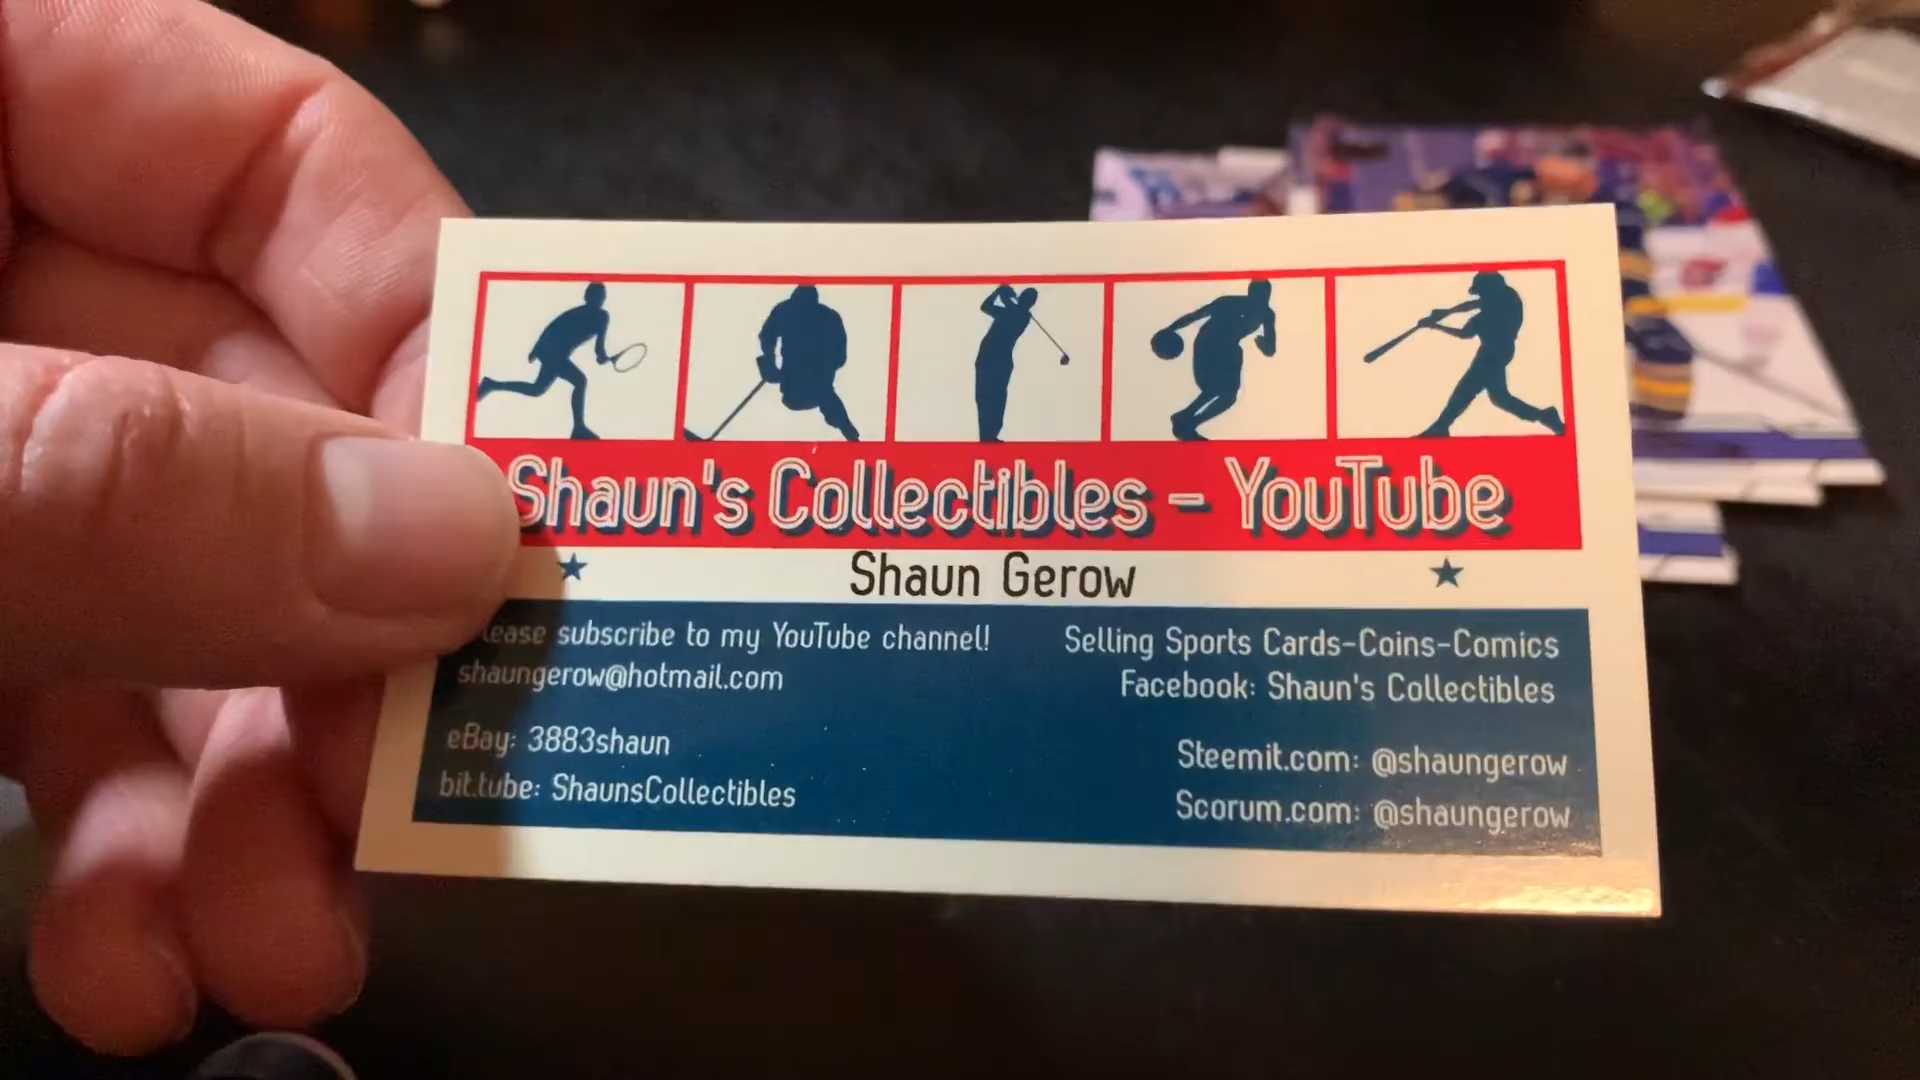 Shaun's Collectibles - YouTube
Shaun Gerow
lease subscribe to my YouTube channel!
shaungerow@hotmail.com
eBay: 3883shaun
bit.tube: ShaunsCollectibles
Selling Sports Cards-Coins-Comics
Facebook: Shaun's Collectibles
Steemit.com: @shaungerow
Scorum.com: @shaungerow